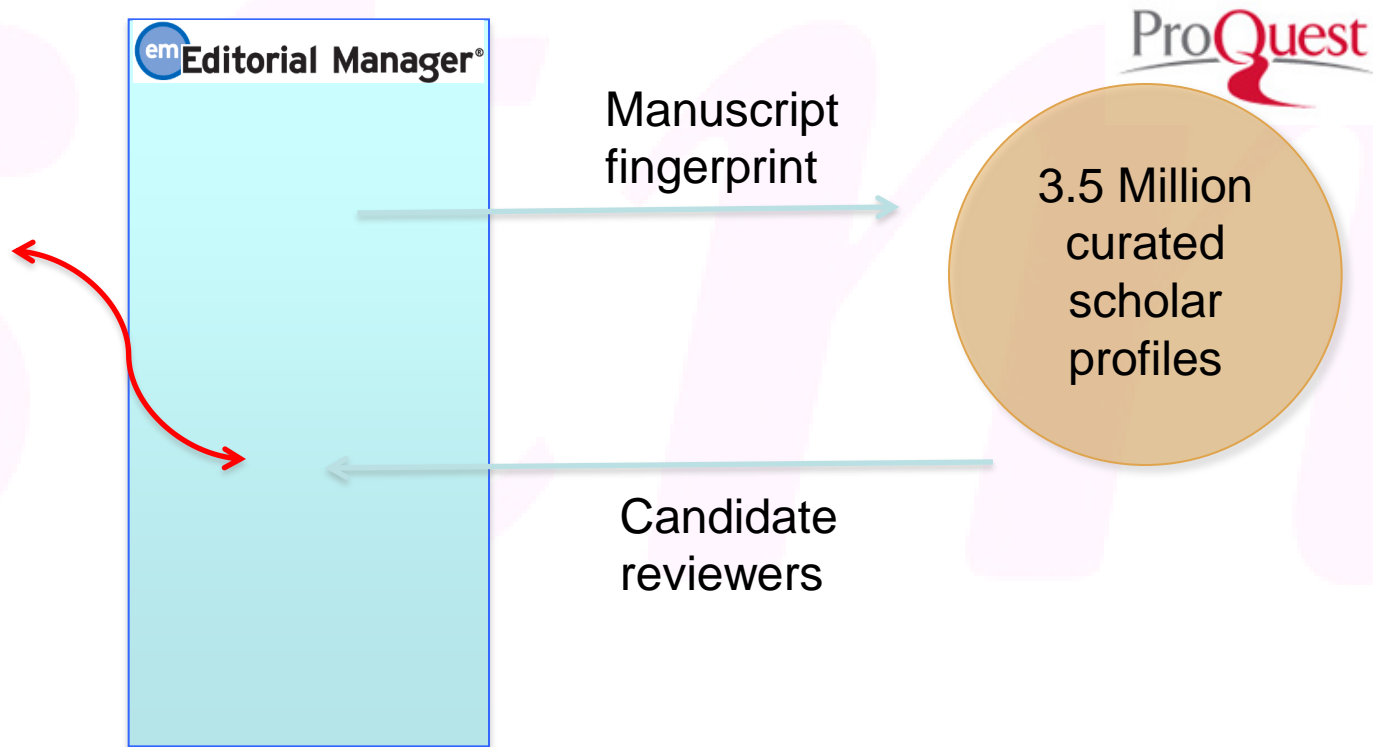 em Editorial Manager®
ProQuest
Manuscript
fingerprint
3.5 Million
curated
scholar
profiles
Candidate
reviewers